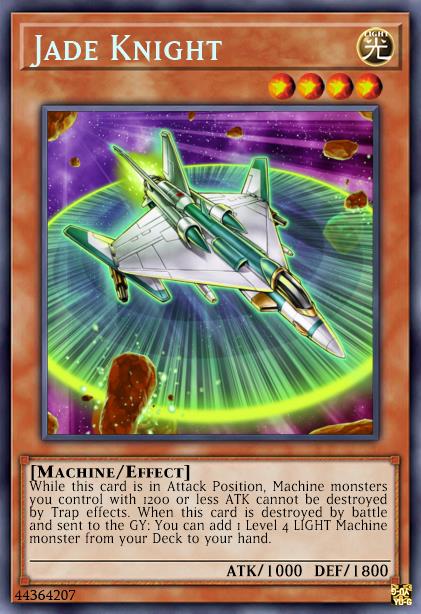 Jade Knight
LIGHT
光
[Machine/Effect]
While this card is in Attack Position, Machine monsters
you control with 1200 or less ATK cannot be destroyed
by Trap effects. When this card is destroyed by battle
and sent to the GY: You can add 1 Level 4 LIGHT Machine
monster from your Deck to your hand.
ATK/1000 DEF/1800
44364207